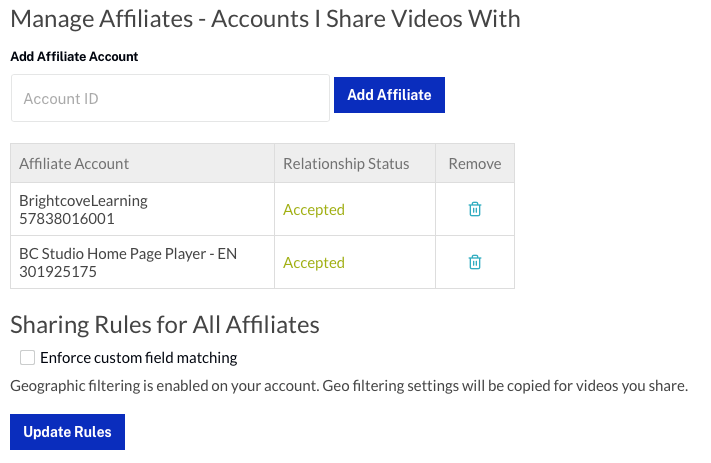 Manage Affiliates - Accounts I Share Videos With
Add Affiliate Account
Account ID
Add Affiliate
Affiliate Account Relationship Status Remove
BrightcoveLearning
57838016001
Accepted
BC Studio Home Page Player - EN
301925175
Accepted
Sharing Rules for All Affiliates
Enforce custom field matching
Geographic filtering is enabled on your account. Geo filtering settings will be copied for videos you share.
Update Rules